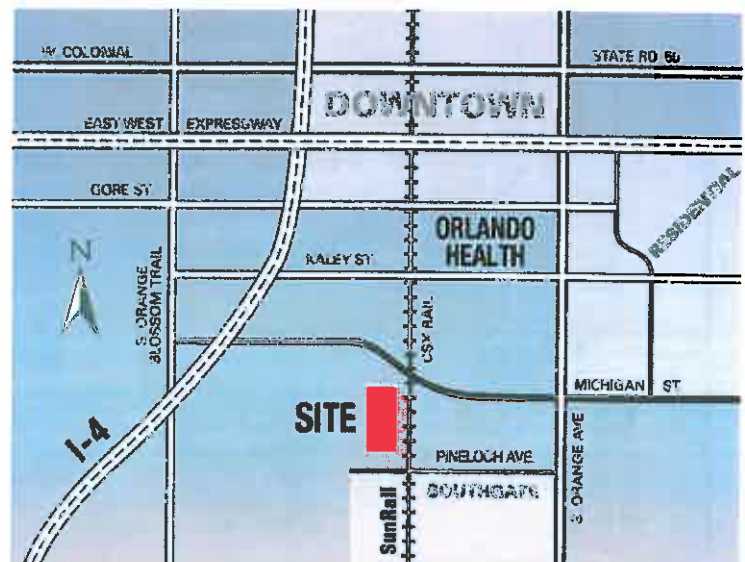 W. COLONIAL
STATE RD 50
DOWNTOWN
EAST WEST EXPRESSWAY
GORE ST
RESIDENTIAL
ORLANDO
HEALTH
N
KALEY ST
S. ORANGE
BLOSSOM TRAIL
CSX RAIL
MICHIGAN ST
SITE
I-4
PINELOCH AVE
S. ORANGE AVE
SOUTHGATE
SunRail